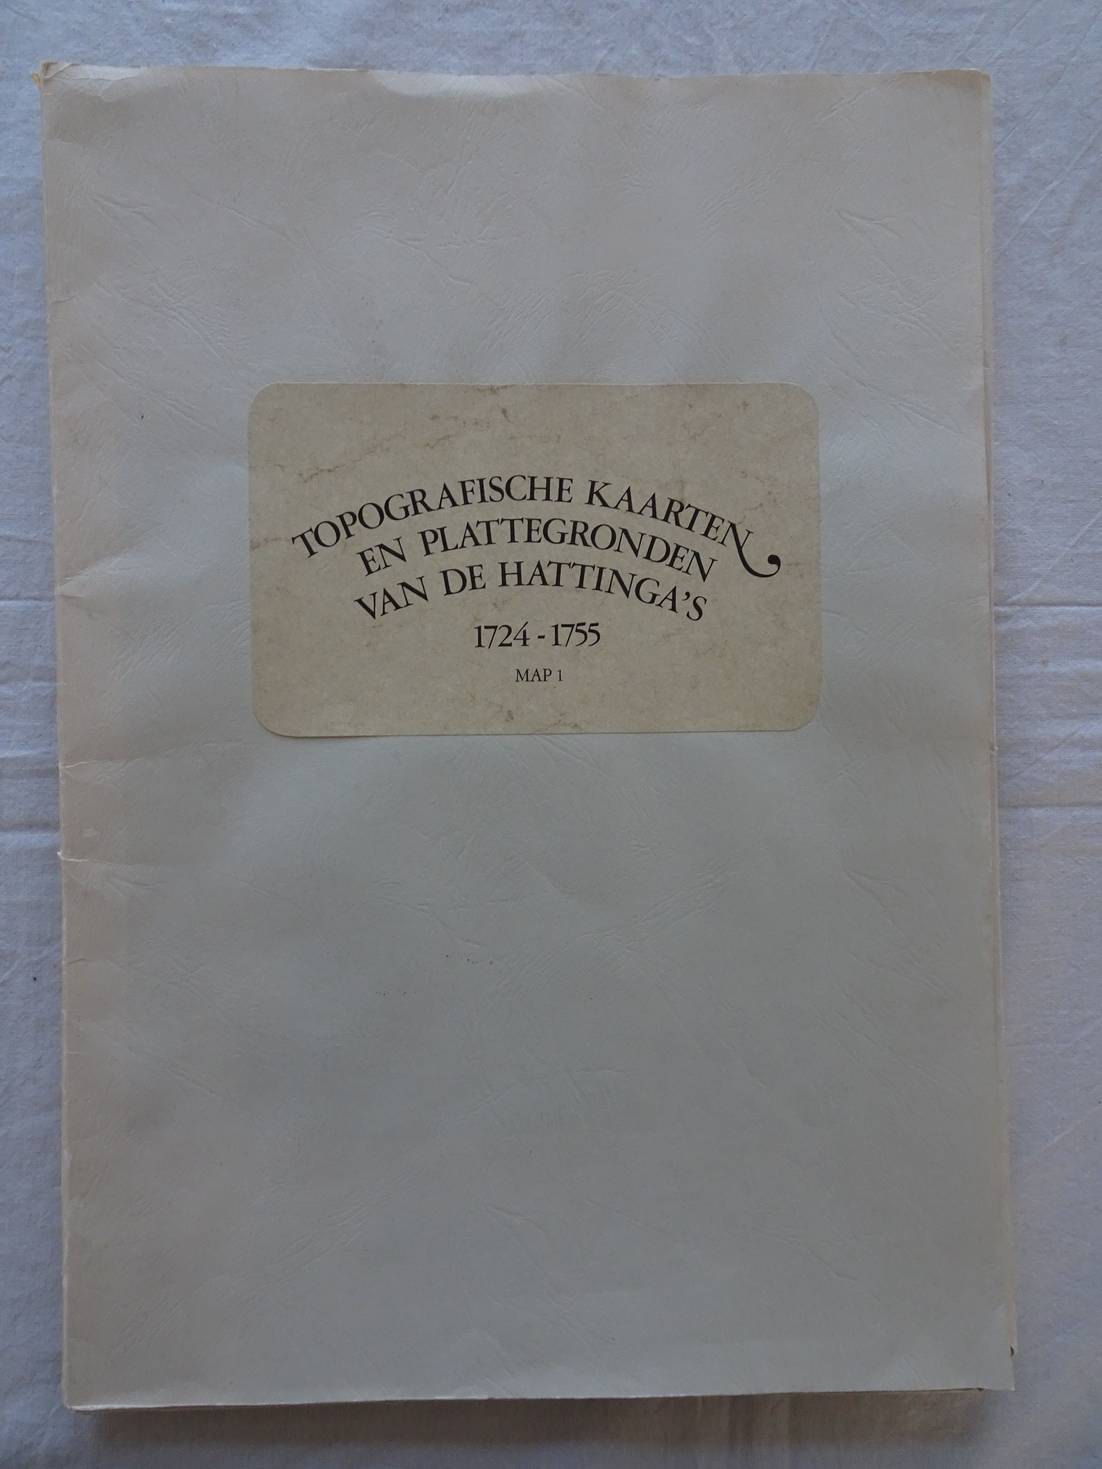 TOPOGRAFISCHE KAARTEN
EN PLATTEGRONDEN
VAN DE HATTINGA'S
1724 - 1755
MAP 1